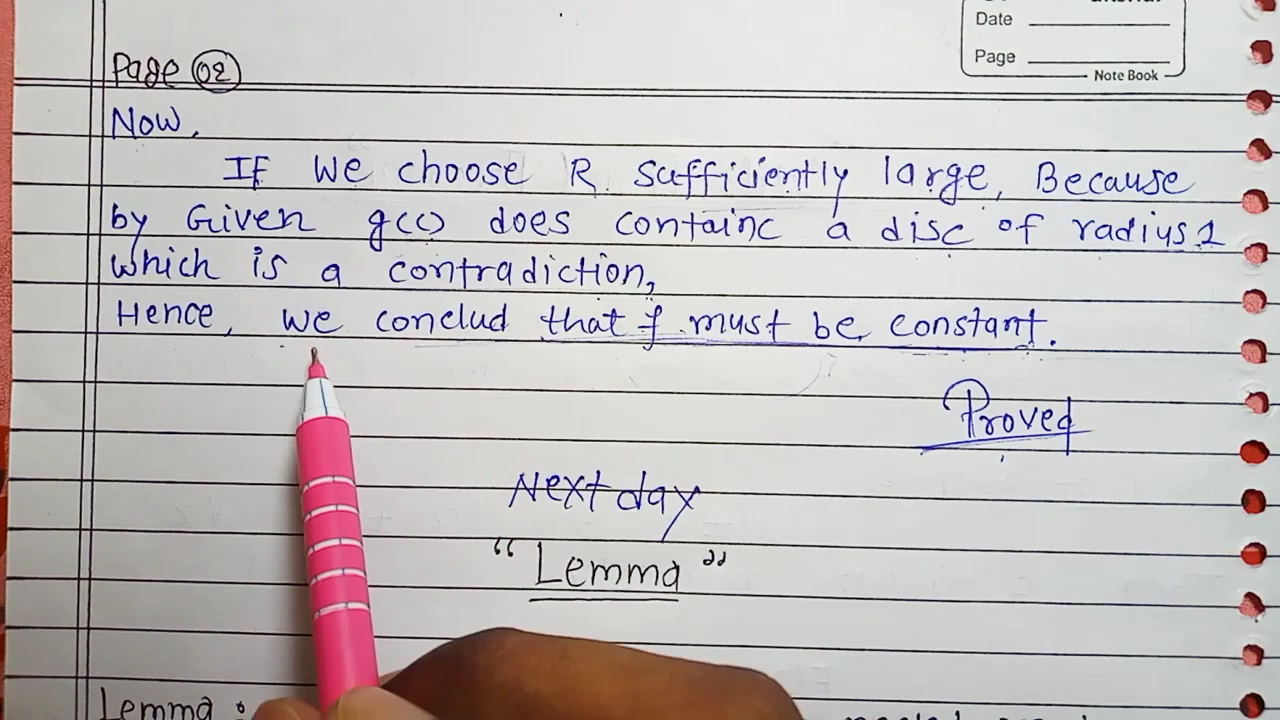 Date
Page
Note Book
Page 02
Now,
If We choose R sufficiently large, Because
by Given g(C) does containc a disc of radius 1
which is a contradiction,
Hence, we conclud that f must be constant.
Proved
Next day
"Lemma"
Lemma :